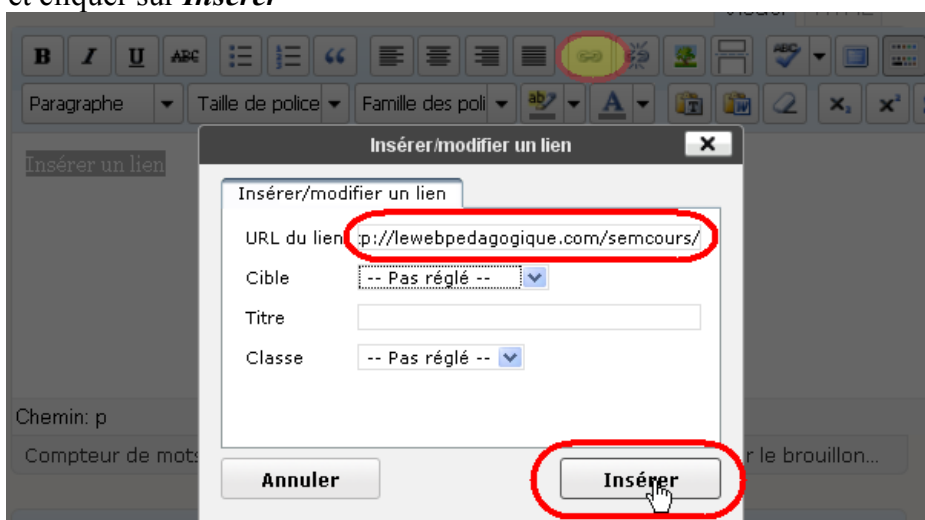 et cliquer sur Insérer
B I U ABC
Paragraphe Taille de police Famille des poli
Insérer/modifier un lien
Insérer un lien
Insérer/modifier un lien
URL du lien :p://lewebpedagogique.com/semcours/
Cible -- Pas réglé --
Titre
Classe -- Pas réglé --
Chemin: p
Compteur de mots r le brouillon...
Annuler Insérer